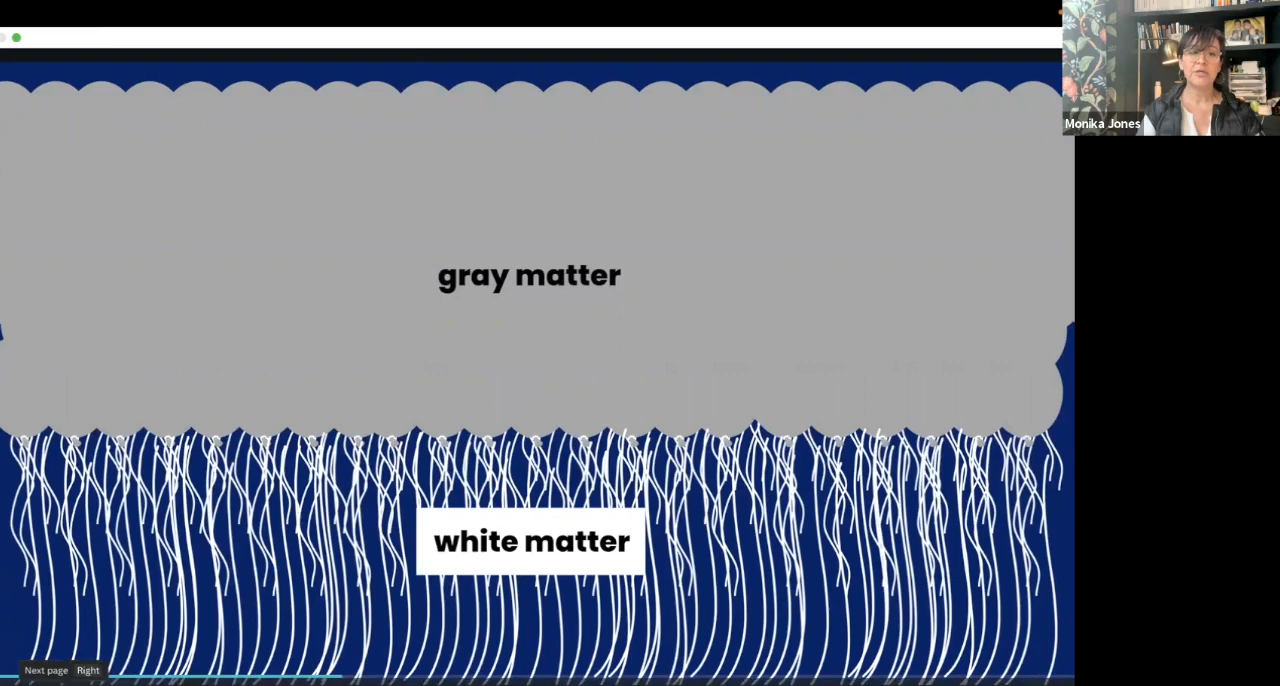 Monika Jones
gray matter
white matter
Next page Right